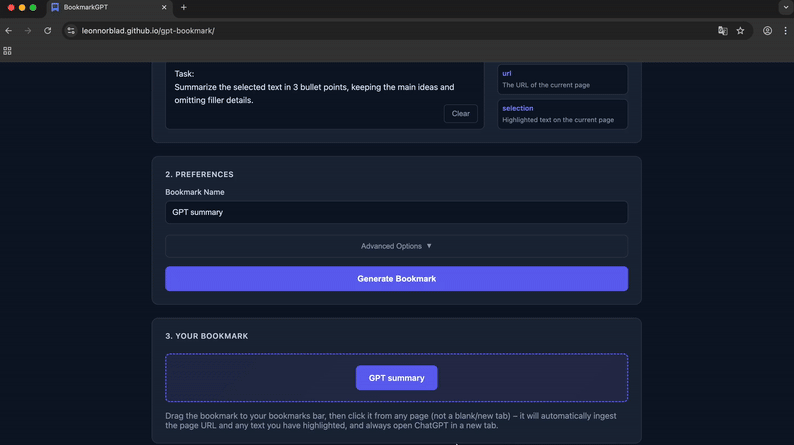 BookmarkGPT
leonnorblad.github.io/gpt-bookmark/
Task:
Summarize the selected text in 3 bullet points, keeping the main ideas and
omitting filler details.
Clear
url
The URL of the current page
selection
Highlighted text on the current page
2. PREFERENCES
Bookmark Name
GPT summary
Advanced Options ▼
Generate Bookmark
3. YOUR BOOKMARK
GPT summary
Drag the bookmark to your bookmarks bar, then click it from any page (not a blank/new tab) – it will automatically ingest
the page URL and any text you have highlighted, and always open ChatGPT in a new tab.